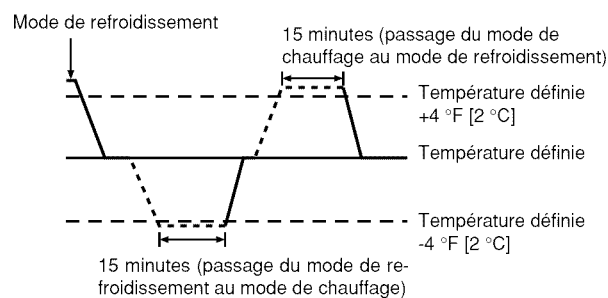 Mode de refroidissement
15 minutes (passage du mode de
chauffage au mode de refroidissement)
Température définie
+4 °F [2 °C]
Température définie
Température définie
-4 °F [2 °C]
15 minutes (passage du mode de re-
froidissement au mode de chauffage)